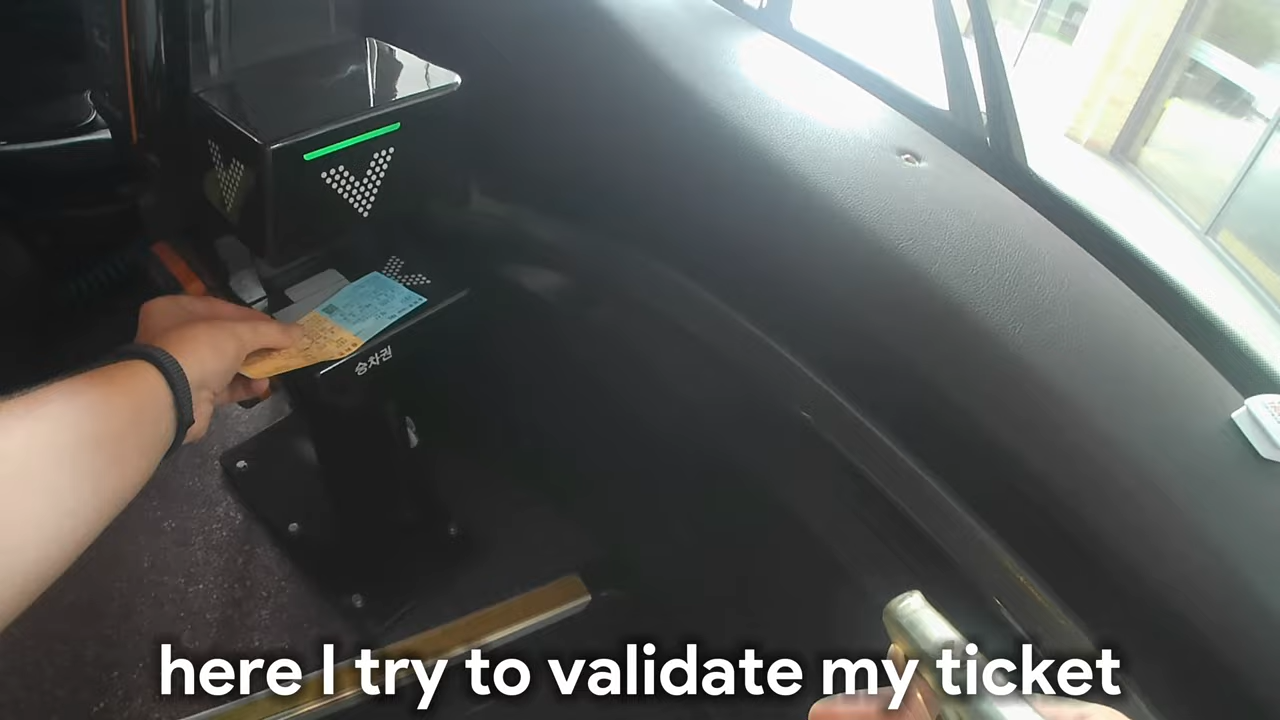 승차권
here I try to validate my ticket